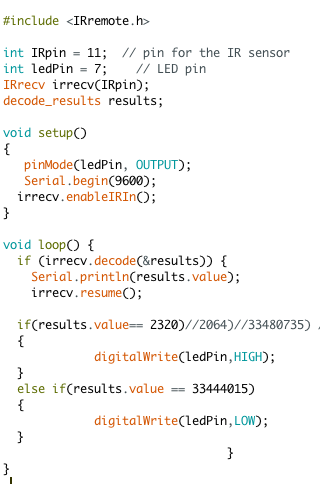 #include <IRremote.h>
int IRpin = 11;  // pin for the IR sensor
int ledPin = 7;    // LED pin
IRrecv irrecv(IRpin);
decode_results results;
void setup()
{
   pinMode(ledPin, OUTPUT);
   Serial.begin(9600);
  irrecv.enableIRIn();
}
void loop() {
  if (irrecv.decode(&results)) {
    Serial.println(results.value);
    irrecv.resume();
  if(results.value== 2320)//2064)//33480735) /
  {
             digitalWrite(ledPin,HIGH);
  }
  else if(results.value == 33444015)
  {
             digitalWrite(ledPin,LOW);
  }
                                 }
}